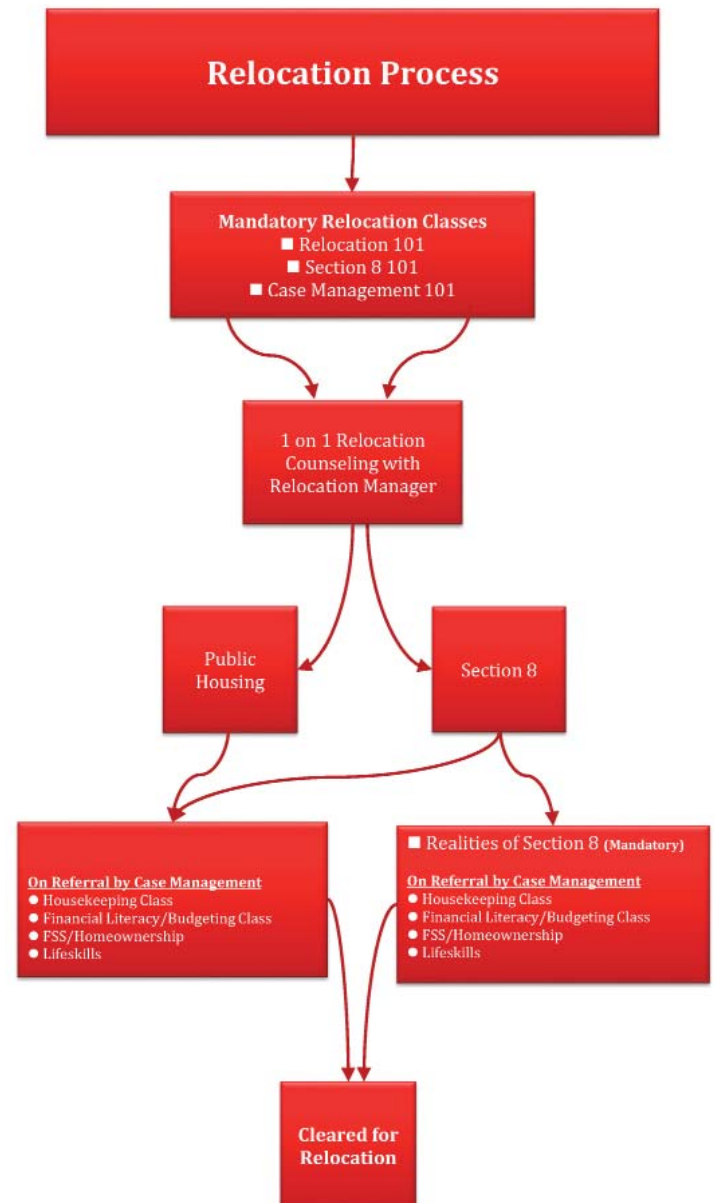 Relocation Process
Mandatory Relocation Classes
■ Relocation 101
■ Section 8 101
■ Case Management 101
1 on 1 Relocation
Counseling with
Relocation Manager
Public
Housing
Section 8
On Referral by Case Management
● Housekeeping Class
● Financial Literacy/Budgeting Class
● FSS/Homeownership
● Lifeskills
■ Realities of Section 8 (Mandatory)
On Referral by Case Management
● Housekeeping Class
● Financial Literacy/Budgeting Class
● FSS/Homeownership
● Lifeskills
Cleared for
Relocation